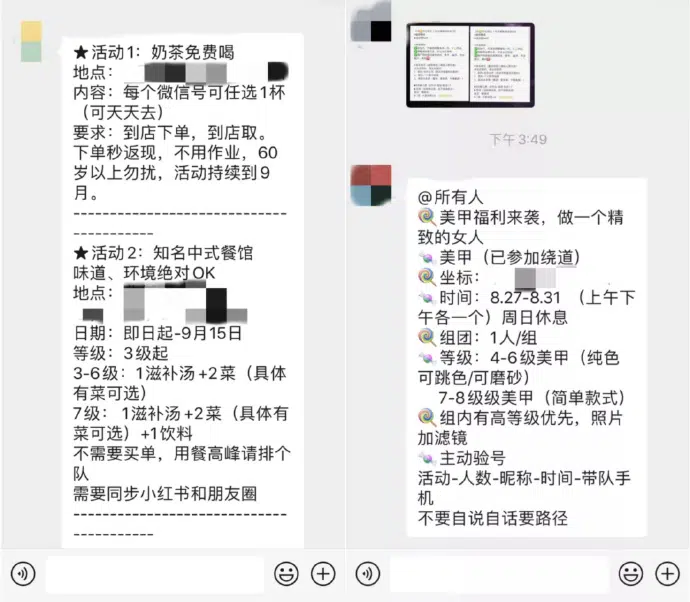 ★活动1：奶茶免费喝
地点：
内容：每个微信号可任选1杯
（可天天去）
要求：到店下单，到店取。
下单秒返现，不用作业，60
岁以上勿扰，活动持续到9
月。
---------------------------------
------------
★活动2：知名中式餐馆
味道、环境绝对OK
地点：
日期：即日起-9月15日
等级：3级起
3-6级：1滋补汤+2菜（具体
有菜可选）
7级：1滋补汤+2菜（具体有
菜可选）+1饮料
不需要买单，用餐高峰请排个
队
需要同步小红书和朋友圈
---------------------------------
------------
下午 3:49
@所有人
🍭美甲福利来袭，做一个精
致的女人
🍬美甲（已参加绕道）
🍭坐标：
🍬时间：8.27-8.31 （上午下
午各一个）周日休息
🍭组团：1人/组
🍬等级：4-6级美甲（纯色
可跳色/可磨砂）
7-8级级美甲（简单款式）
🍭组内有高等级优先，照片
加滤镜
🍬主动验号
活动-人数-昵称-时间-带队手
机
不要自说自话要路径